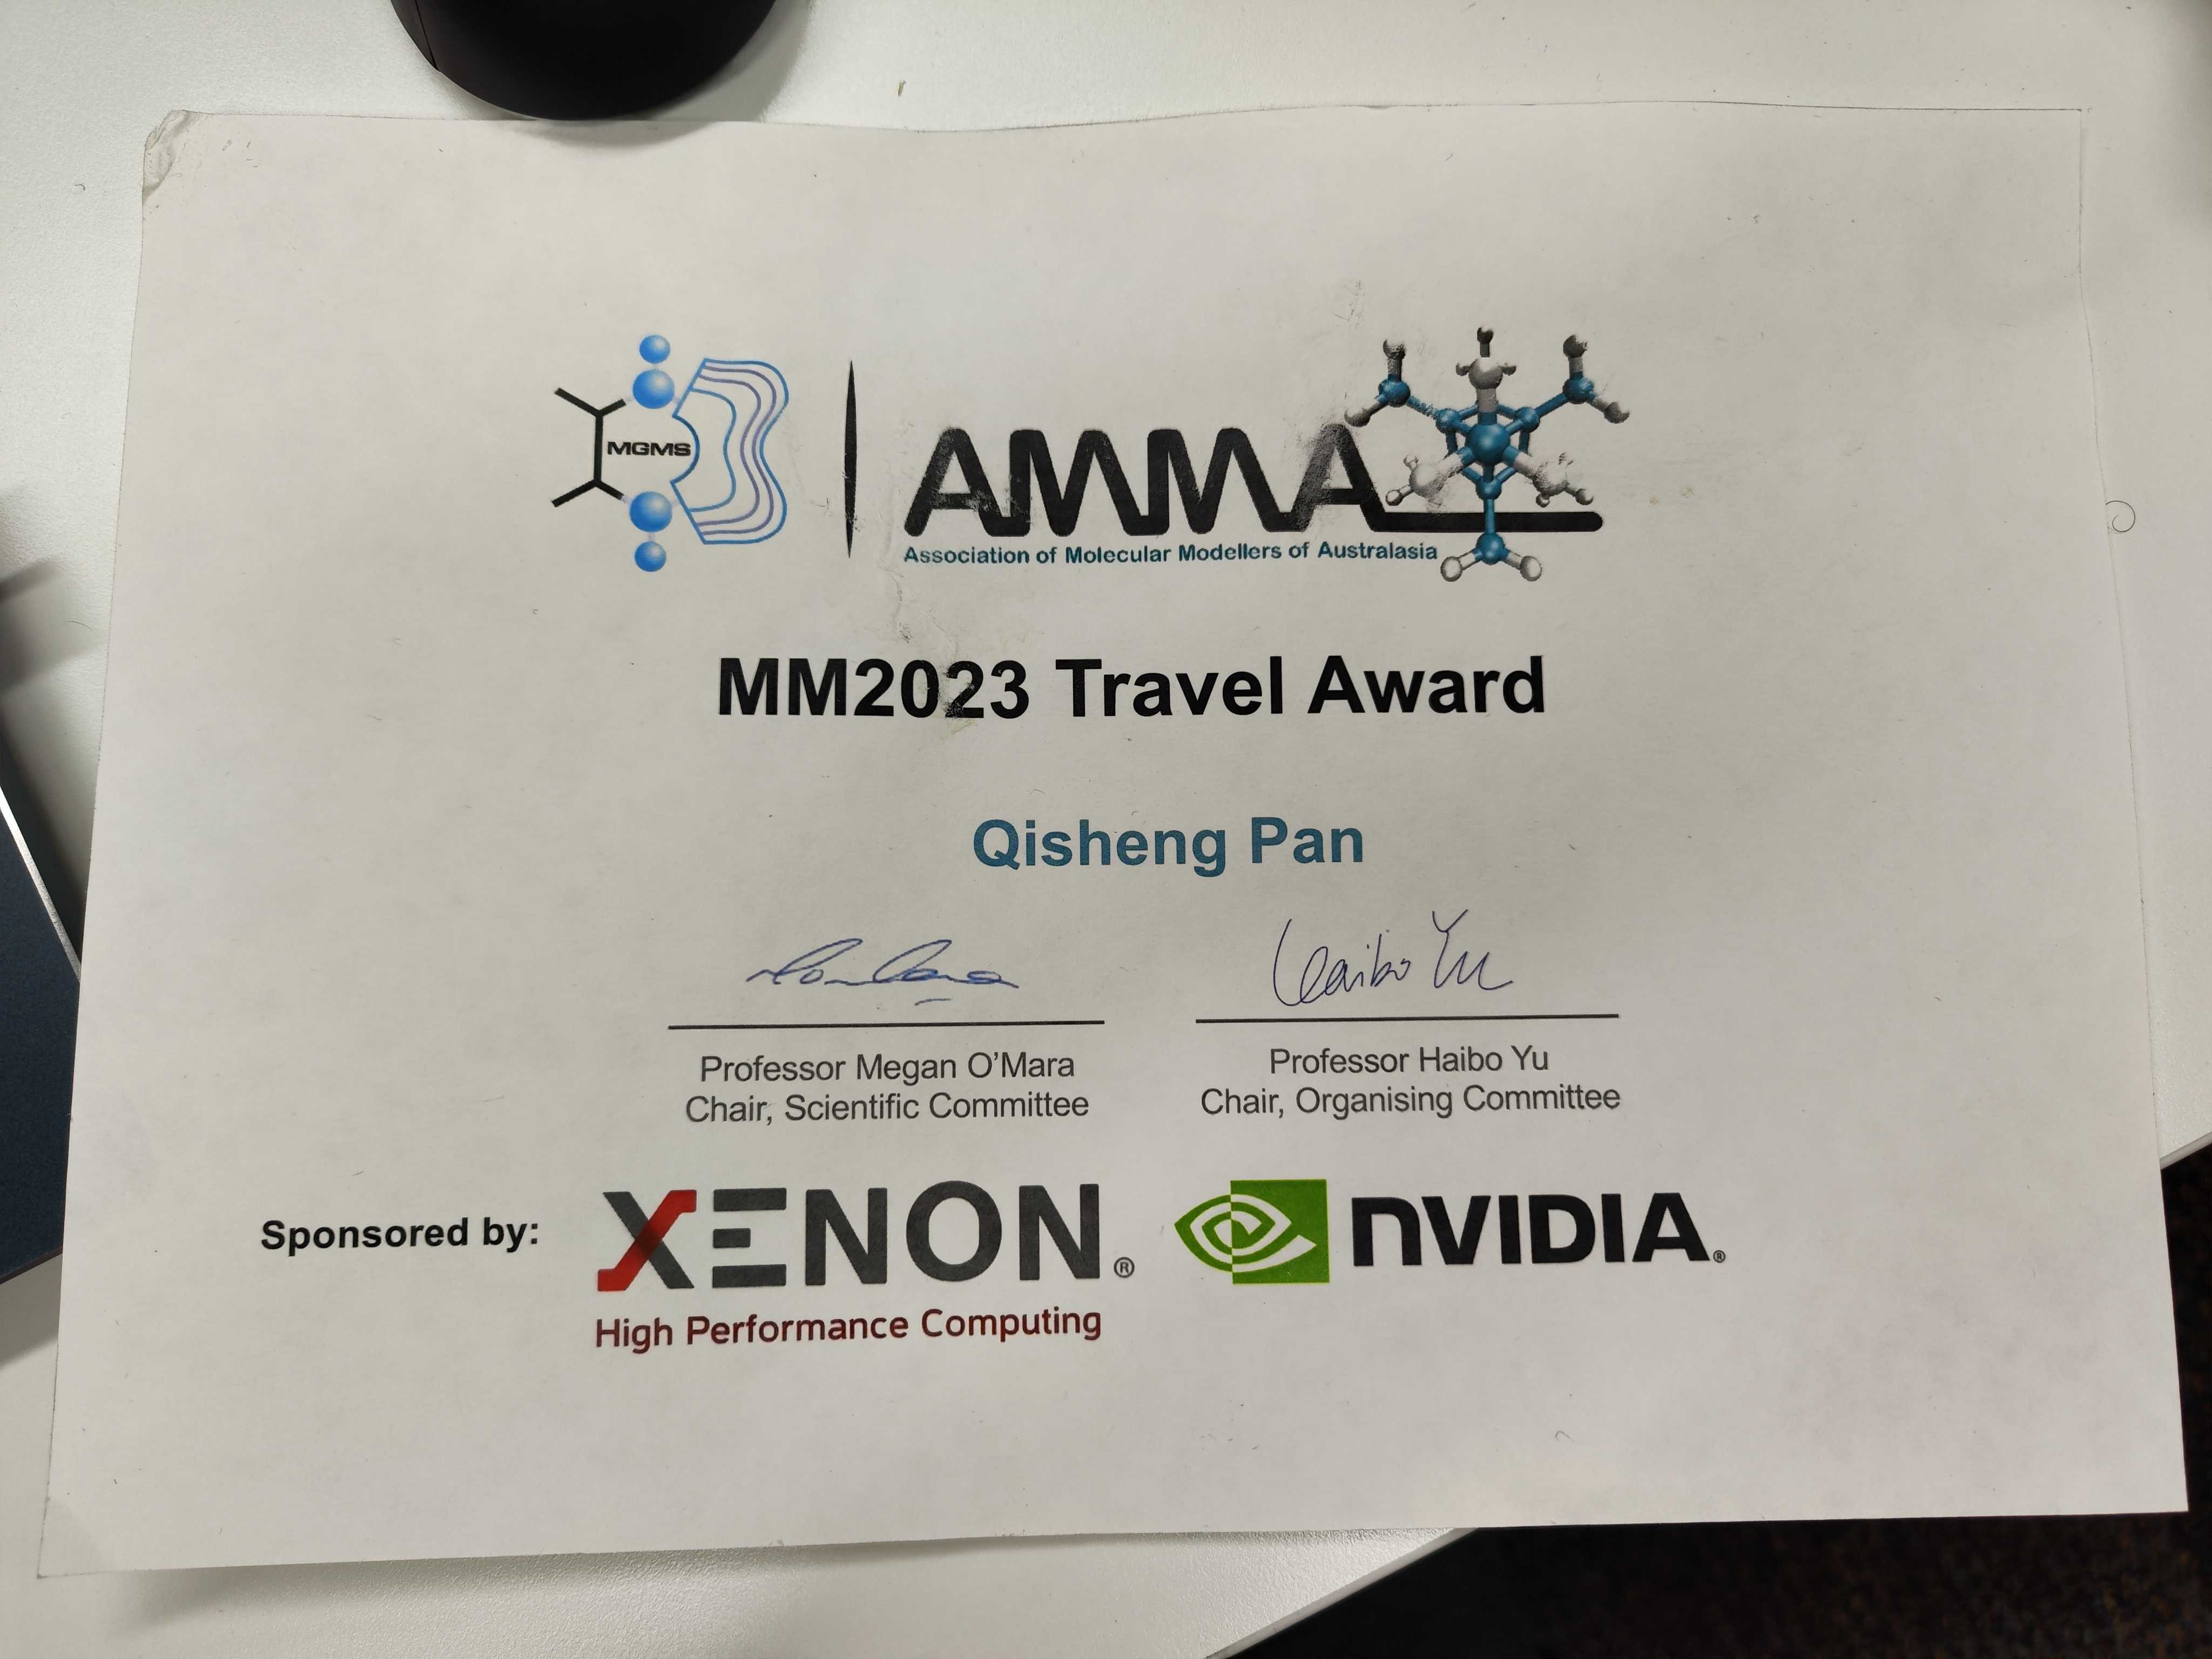 MGMS
AMMA
Association of Molecular Modellers of Australasia
MM2023 Travel Award
Qisheng Pan
Haibo Yu
Professor Megan O'Mara
Chair, Scientific Committee
Professor Haibo Yu
Chair, Organising Committee
Sponsored by:
XENON®
High Performance Computing
NVIDIA®